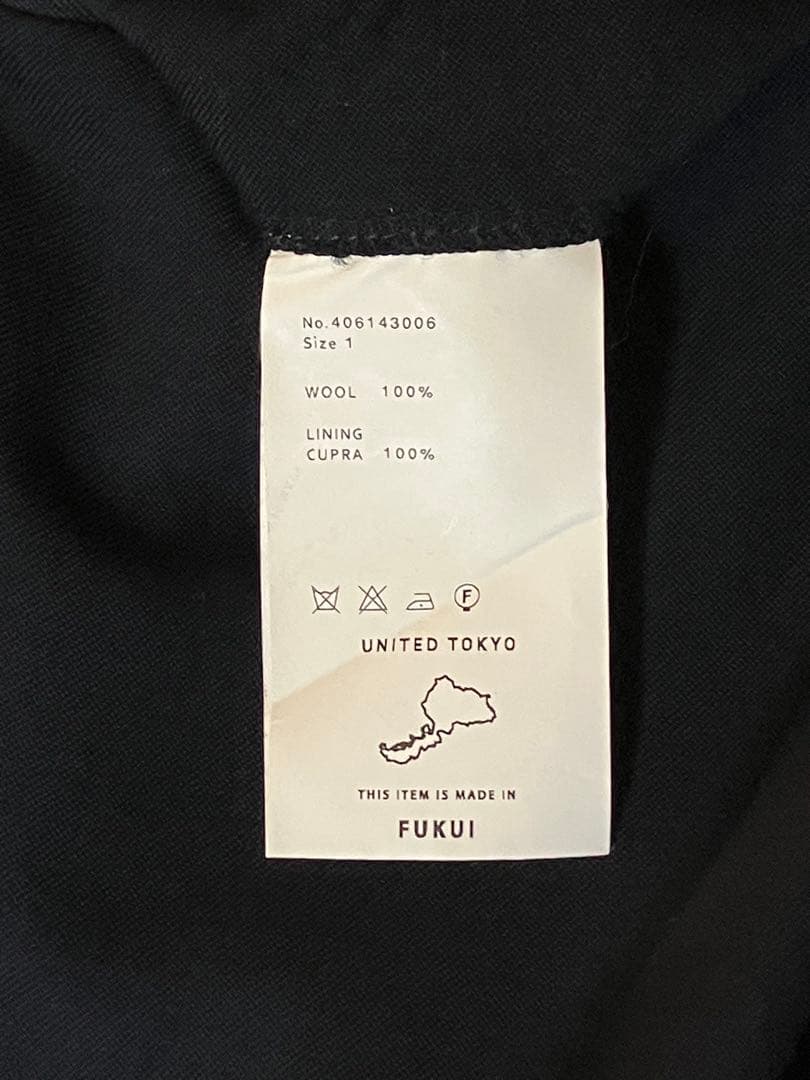 No.406143006
Size 1
WOOL 100%
LINING
CUPRA 100%
F
UNITED TOKYO
THIS ITEM IS MADE IN
FUKUI